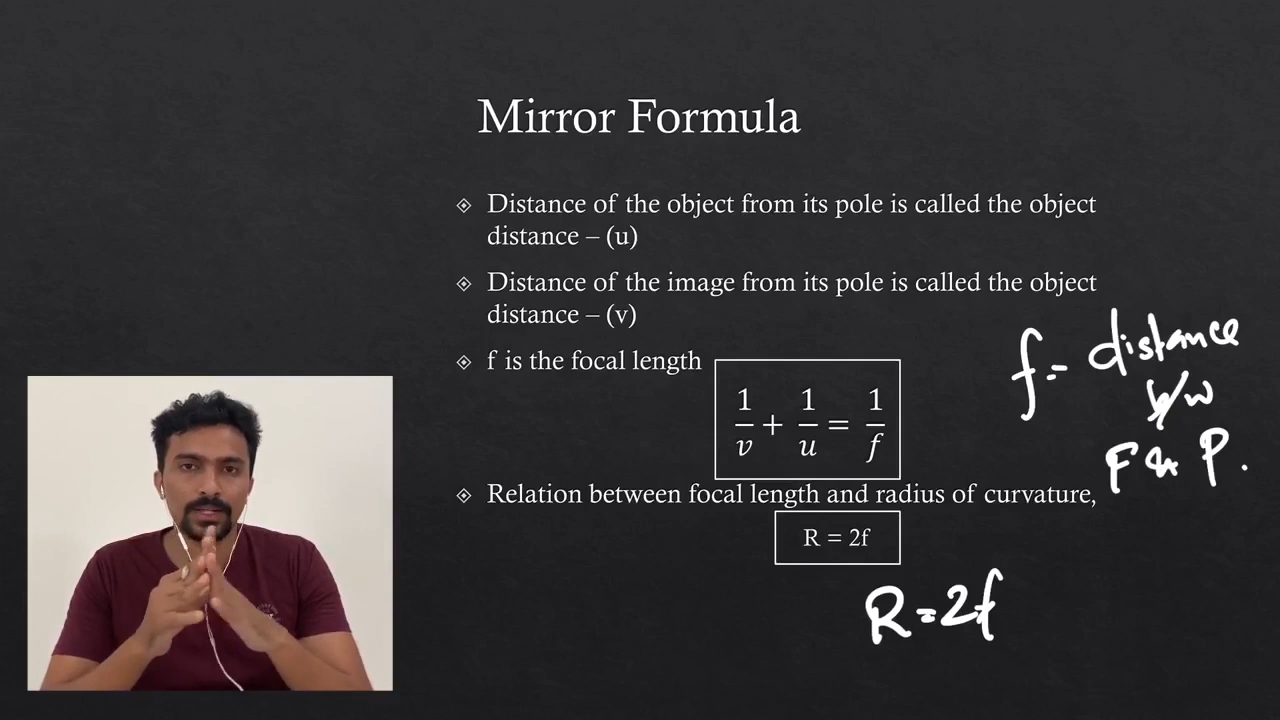 Mirror Formula
Distance of the object from its pole is called the object
distance – (u)
Distance of the image from its pole is called the object
distance – (v)
f is the focal length
1/v + 1/u = 1/f
f = distance
b/w
F & P.
Relation between focal length and radius of curvature,
R = 2f
R = 2f